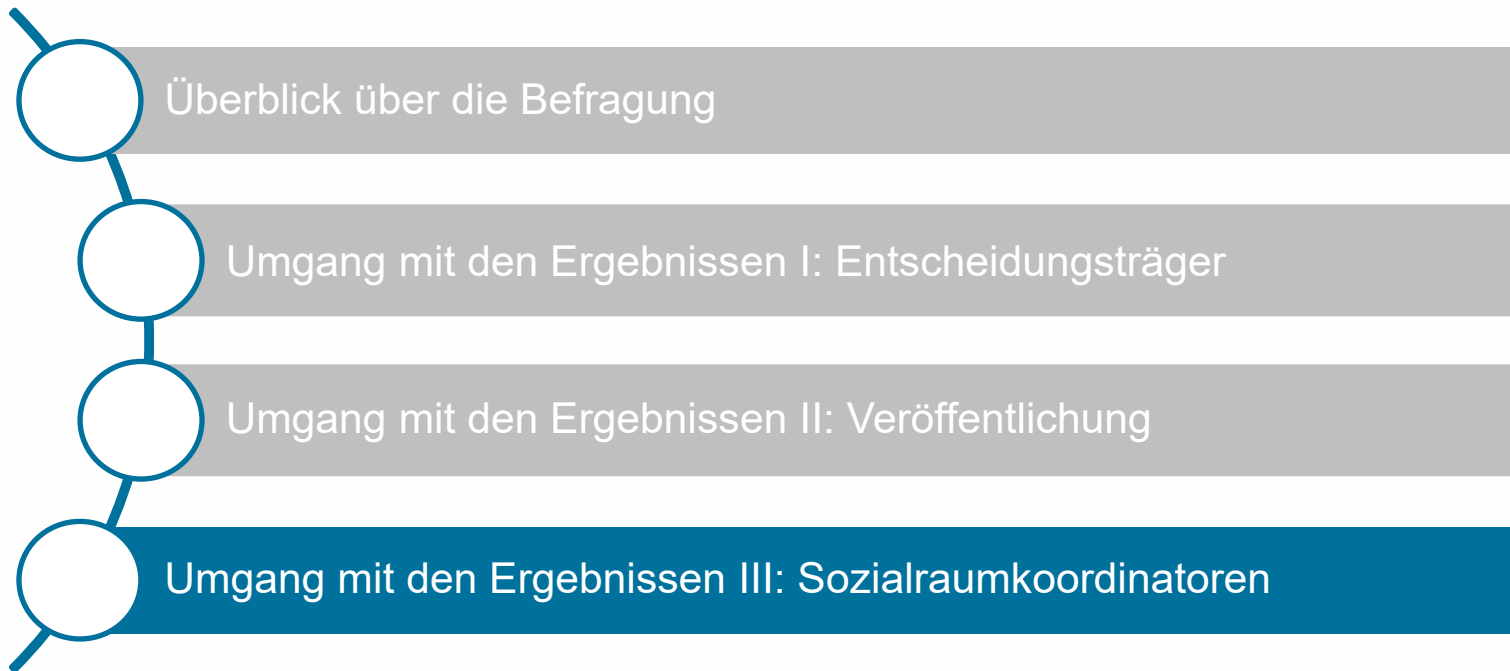 Überblick über die Befragung
Umgang mit den Ergebnissen I: Entscheidungsträger
Umgang mit den Ergebnissen II: Veröffentlichung
Umgang mit den Ergebnissen III: Sozialraumkoordinatoren